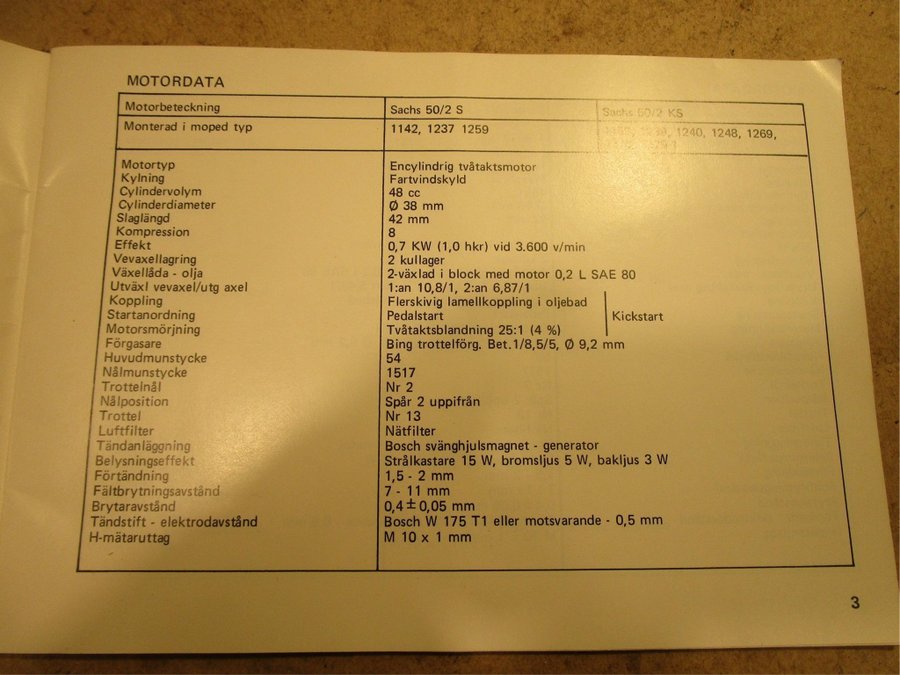 MOTORDATA
Motorbeteckning Sachs 50/2 S Sachs 50/2 KS
Monterad i moped typ 1142, 1237 1259 1240, 1248, 1269,
Motortyp Encylindrig tvåtaktsmotor
Kylning Fartvindskyld
Cylindervolym 48 cc
Cylinderdiameter Ø 38 mm
Slaglängd 42 mm
Kompression 8
Effekt 0,7 KW (1,0 hkr) vid 3.600 v/min
Vevaxellagring 2 kullager
Växellåda - olja 2-växlad i block med motor 0,2 L SAE 80
Utväxl vevaxel/utg axel 1:an 10,8/1, 2:an 6,87/1
Koppling Flerskivig lamellkoppling i oljebad
Startanordning Pedalstart Kickstart
Motorsmörjning Tvåtaktsblandning 25:1 (4 %)
Förgasare Bing trottelförg. Bet.1/8,5/5, Ø 9,2 mm
Huvudmunstycke 54
Nålmunstycke 1517
Trottelnål Nr 2
Nålposition Spår 2 uppifrån
Trottel Nr 13
Luftfilter Nätfilter
Tändanläggning Bosch svänghjulsmagnet - generator
Belysningseffekt Strålkastare 15 W, bromsljus 5 W, bakljus 3 W
Förtändning 1,5 - 2 mm
Fältbrytningsavstånd 7 - 11 mm
Brytaravstånd 0,4 ± 0,05 mm
Tändstift - elektrodavstånd Bosch W 175 T1 eller motsvarande - 0,5 mm
H-mätaruttag M 10 x 1 mm
3